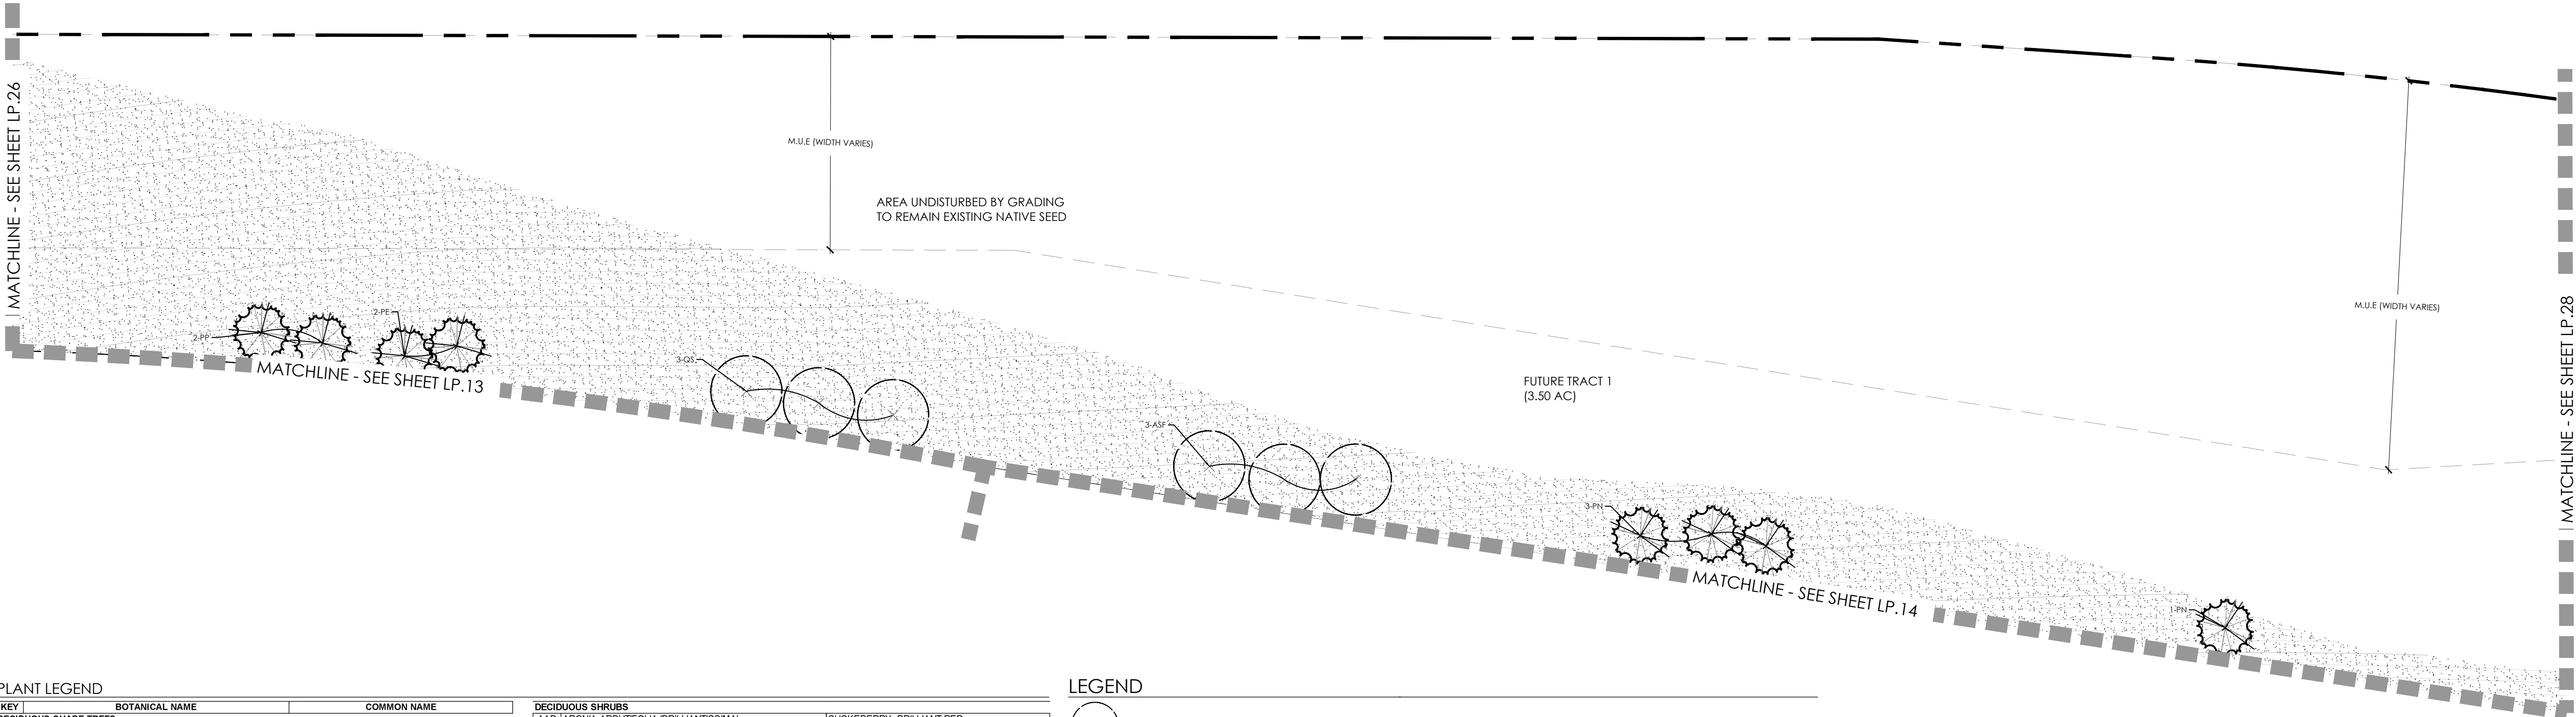 MATCHLINE - SEE SHEET LP.26
M.U.E (WIDTH VARIES)
AREA UNDISTURBED BY GRADING
TO REMAIN EXISTING NATIVE SEED
M.U.E (WIDTH VARIES)
MATCHLINE - SEE SHEET LP.28
2-PP
2-PE
MATCHLINE - SEE SHEET LP.13
3-QS
FUTURE TRACT 1
(3.50 AC)
3-ASF
3-PN
MATCHLINE - SEE SHEET LP.14
1-PN
PLANT LEGEND
KEY BOTANICAL NAME COMMON NAME
DECIDUOUS SHRUBS
LEGEND